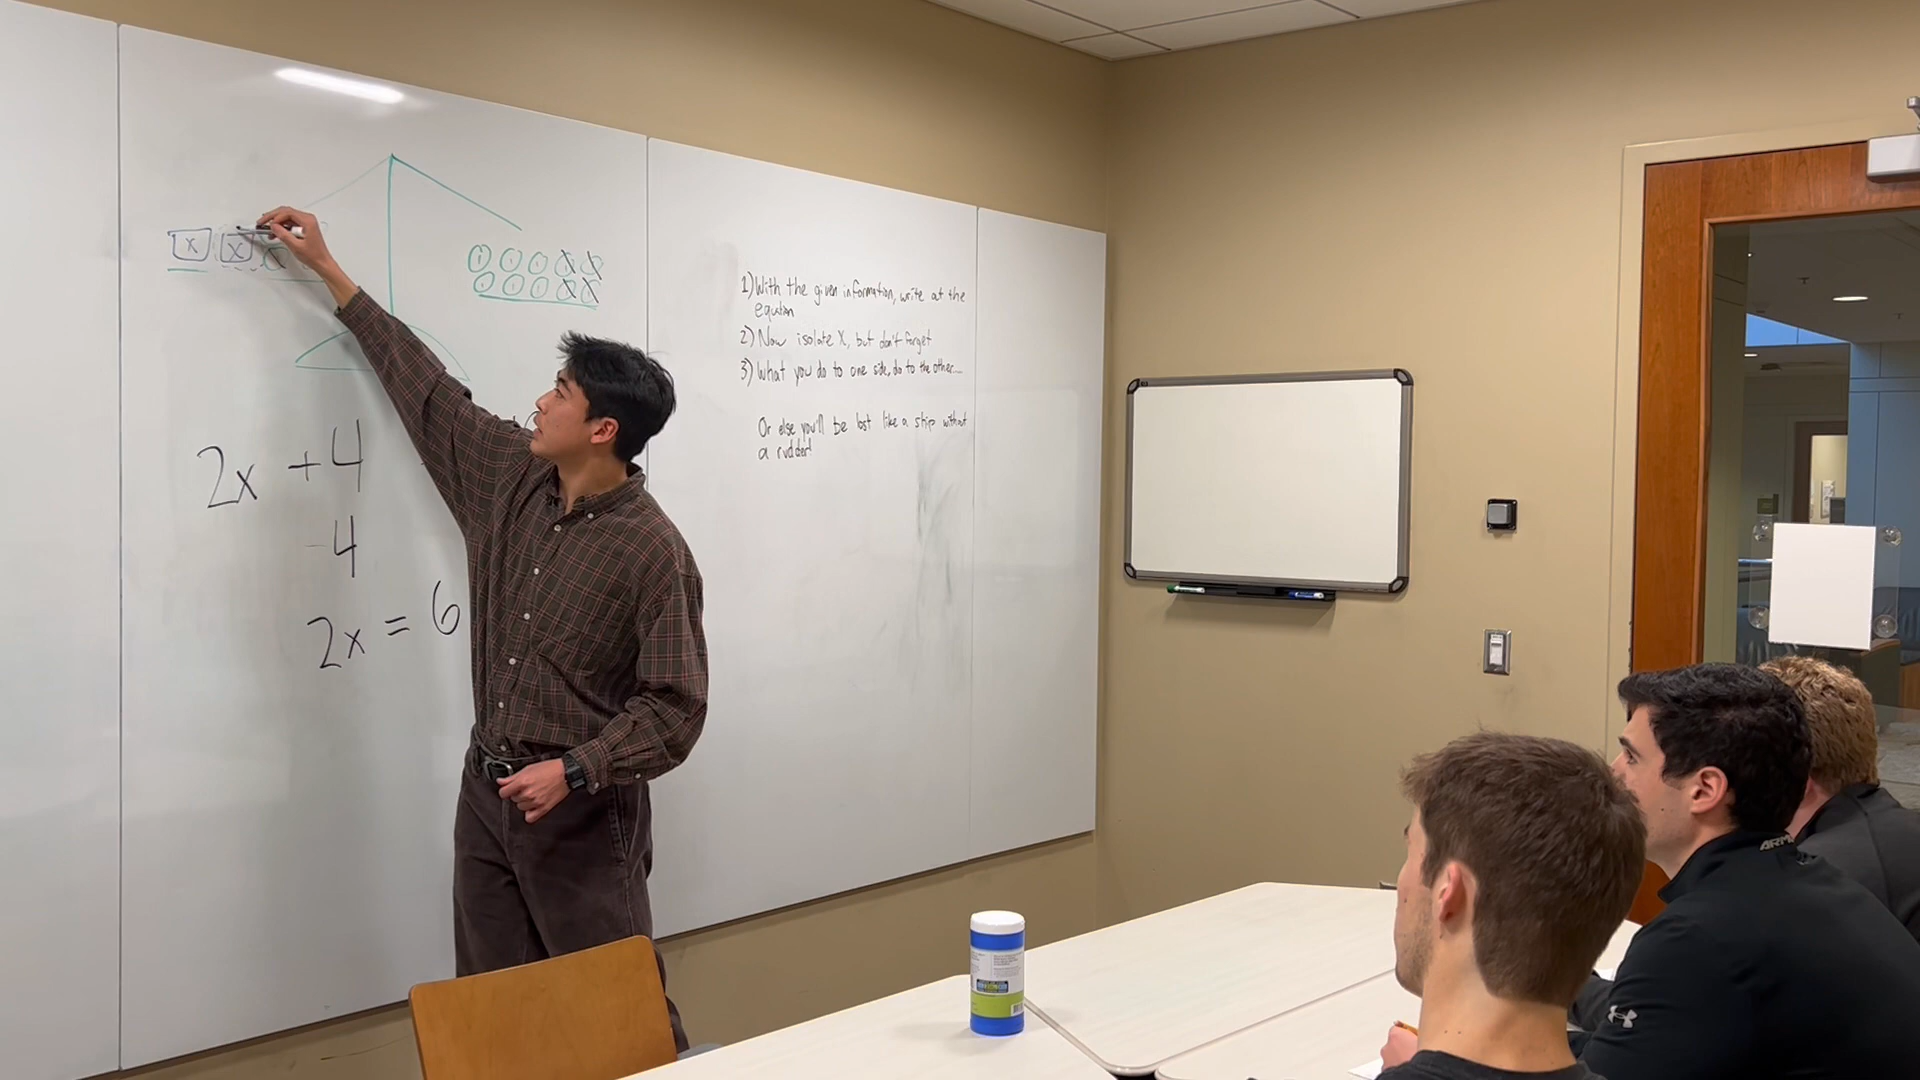 x x
1)With the given information, write out the
equation
2)Now isolate X, but don't forget
3)What you do to one side, do to the other....
Or else you'll be lost like a ship without
a rudder!
2x + 4
-4
2x = 6
ARM